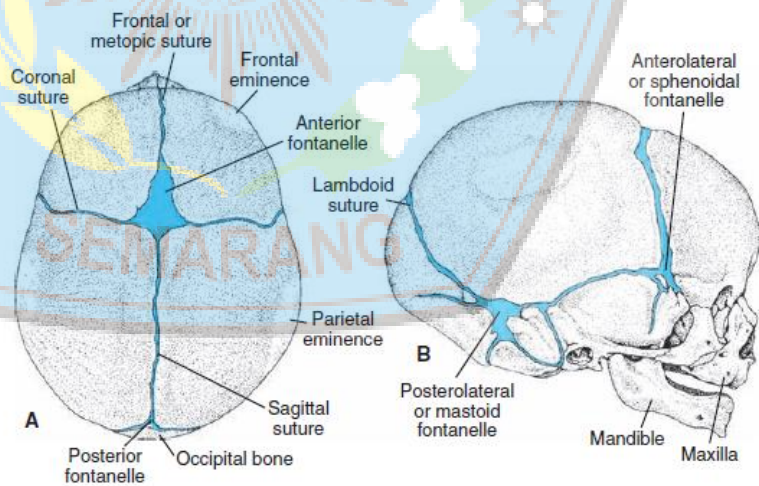 Frontal or
metopic suture
Coronal
suture
Frontal
eminence
Anterior
fontanelle
Anterolateral
or sphenoidal
fontanelle
Lambdoid
suture
SEMARANG
Parietal
eminence
B
A
Sagittal
suture
Posterior
fontanelle
Occipital bone
Posterolateral
or mastoid
fontanelle
Mandible
Maxilla